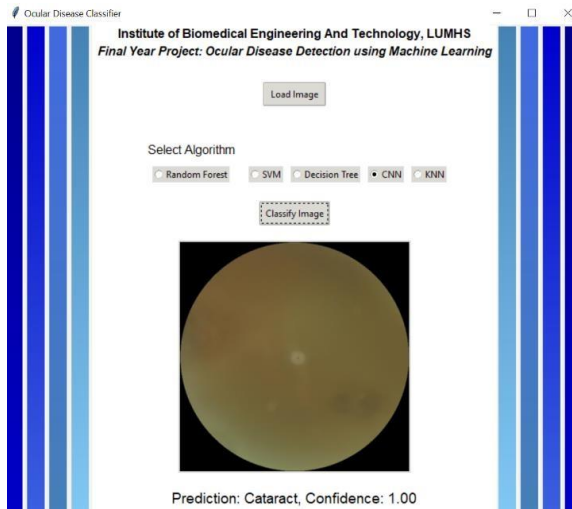 Ocular Disease Classifier
Institute of Biomedical Engineering And Technology, LUMHS
Final Year Project: Ocular Disease Detection using Machine Learning
Load Image
Select Algorithm
Random Forest SVM Decision Tree CNN KNN
Classify Image
Prediction: Cataract, Confidence: 1.00